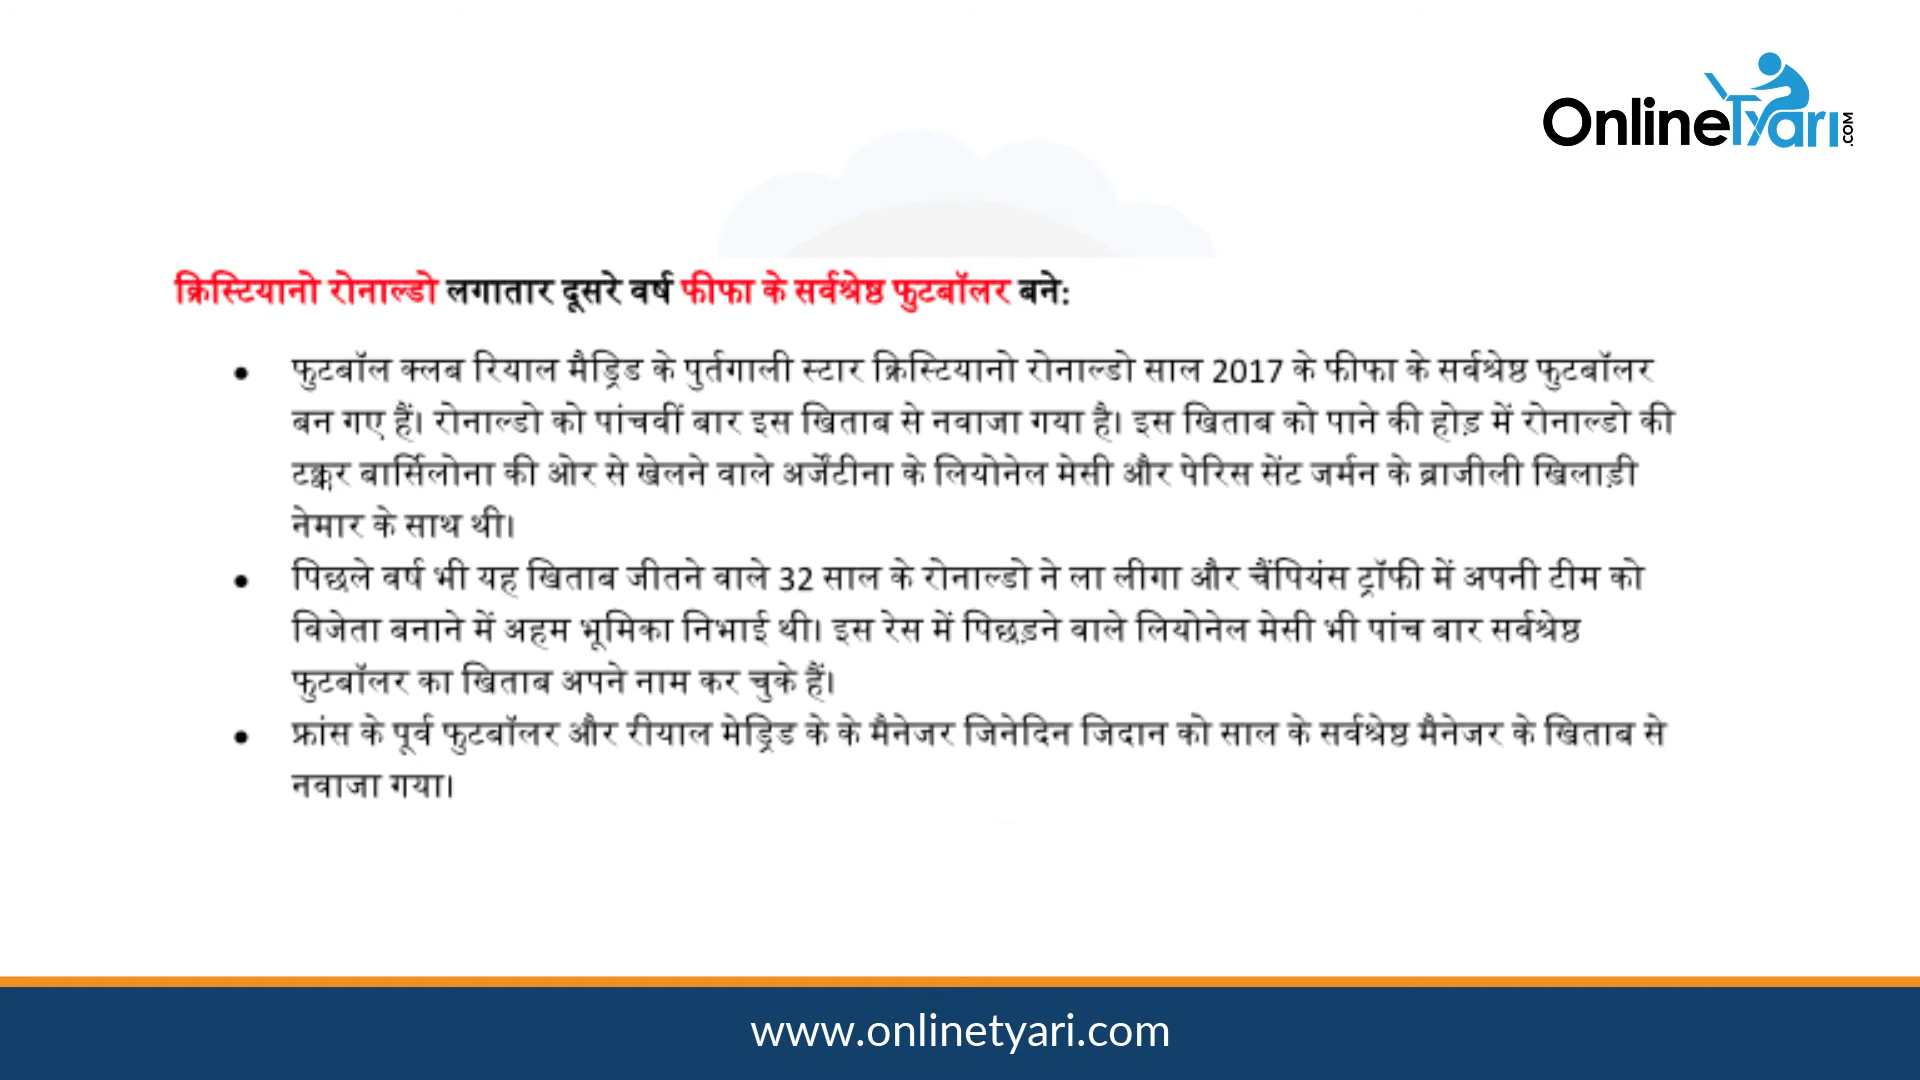 OnlineTyari.com
क्रिस्टियानो रोनाल्डो लगातार दूसरे वर्ष फीफा के सर्वश्रेष्ठ फुटबॉलर बने:
• फुटबॉल क्लब रियाल मैड्रिड के पुर्तगाली स्टार क्रिस्टियानो रोनाल्डो साल 2017 के फीफा के सर्वश्रेष्ठ फुटबॉलर
बन गए हैं। रोनाल्डो को पांचवीं बार इस खिताब से नवाजा गया है। इस खिताब को पाने की होड़ में रोनाल्डो की
टक्कर बार्सिलोना की ओर से खेलने वाले अर्जेंटीना के लियोनेल मेसी और पेरिस सेंट जर्मन के ब्राजीली खिलाड़ी
नेमार के साथ थी।
• पिछले वर्ष भी यह खिताब जीतने वाले 32 साल के रोनाल्डो ने ला लीगा और चैंपियंस ट्रॉफी में अपनी टीम को
विजेता बनाने में अहम भूमिका निभाई थी। इस रेस में पिछड़ने वाले लियोनेल मेसी भी पांच बार सर्वश्रेष्ठ
फुटबॉलर का खिताब अपने नाम कर चुके हैं।
• फ्रांस के पूर्व फुटबॉलर और रीयाल मेड्रिड के के मैनेजर जिनेदिन जिदान को साल के सर्वश्रेष्ठ मैनेजर के खिताब से
नवाजा गया।
www.onlinetyari.com